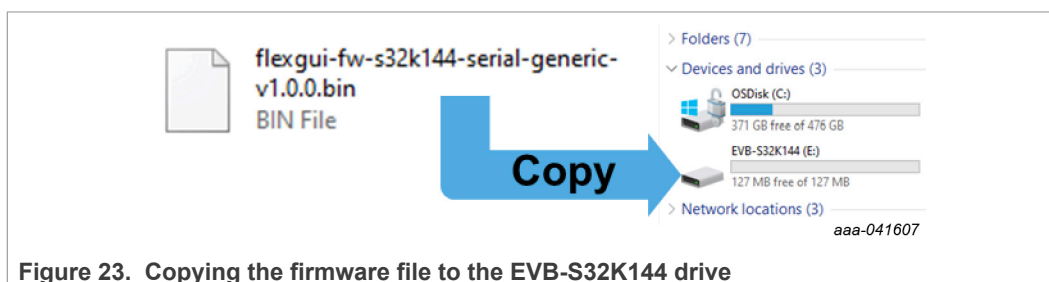 flexgui-fw-s32k144-serial-generic-
v1.0.0.bin
BIN File
Copy
> Folders (7)
Devices and drives (3)
OSDisk (C:)
371 GB free of 476 GB
EVB-S32K144 (E:)
127 MB free of 127 MB
> Network locations (3)
aaa-041607
Figure 23. Copying the firmware file to the EVB-S32K144 drive